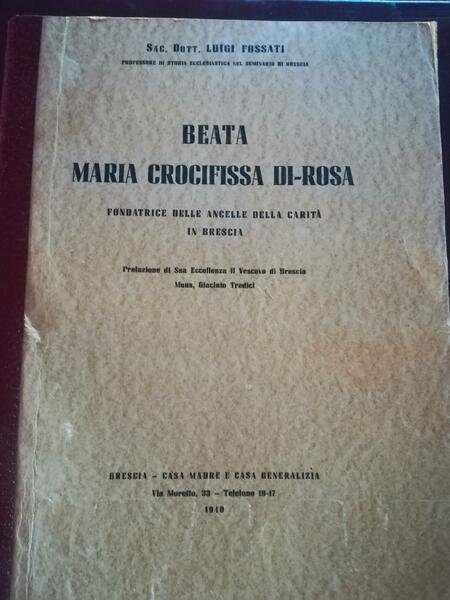 Sac. Dott. LUIGI FOSSATI
PROFESSORE DI STORIA ECCLESIASTICA NEL SEMINARIO DI BRESCIA
BEATA
MARIA CROCIFISSA DI-ROSA
FONDATRICE DELLE ANCELLE DELLA CARITÀ
IN BRESCIA
Prefazione di Sua Eccellenza il Vescovo di Brescia
Mons. Giacinto Tredici
BRESCIA - CASA MADRE E CASA GENERALIZIA
Via Moretto, 33 - Telefono 18-17
1940